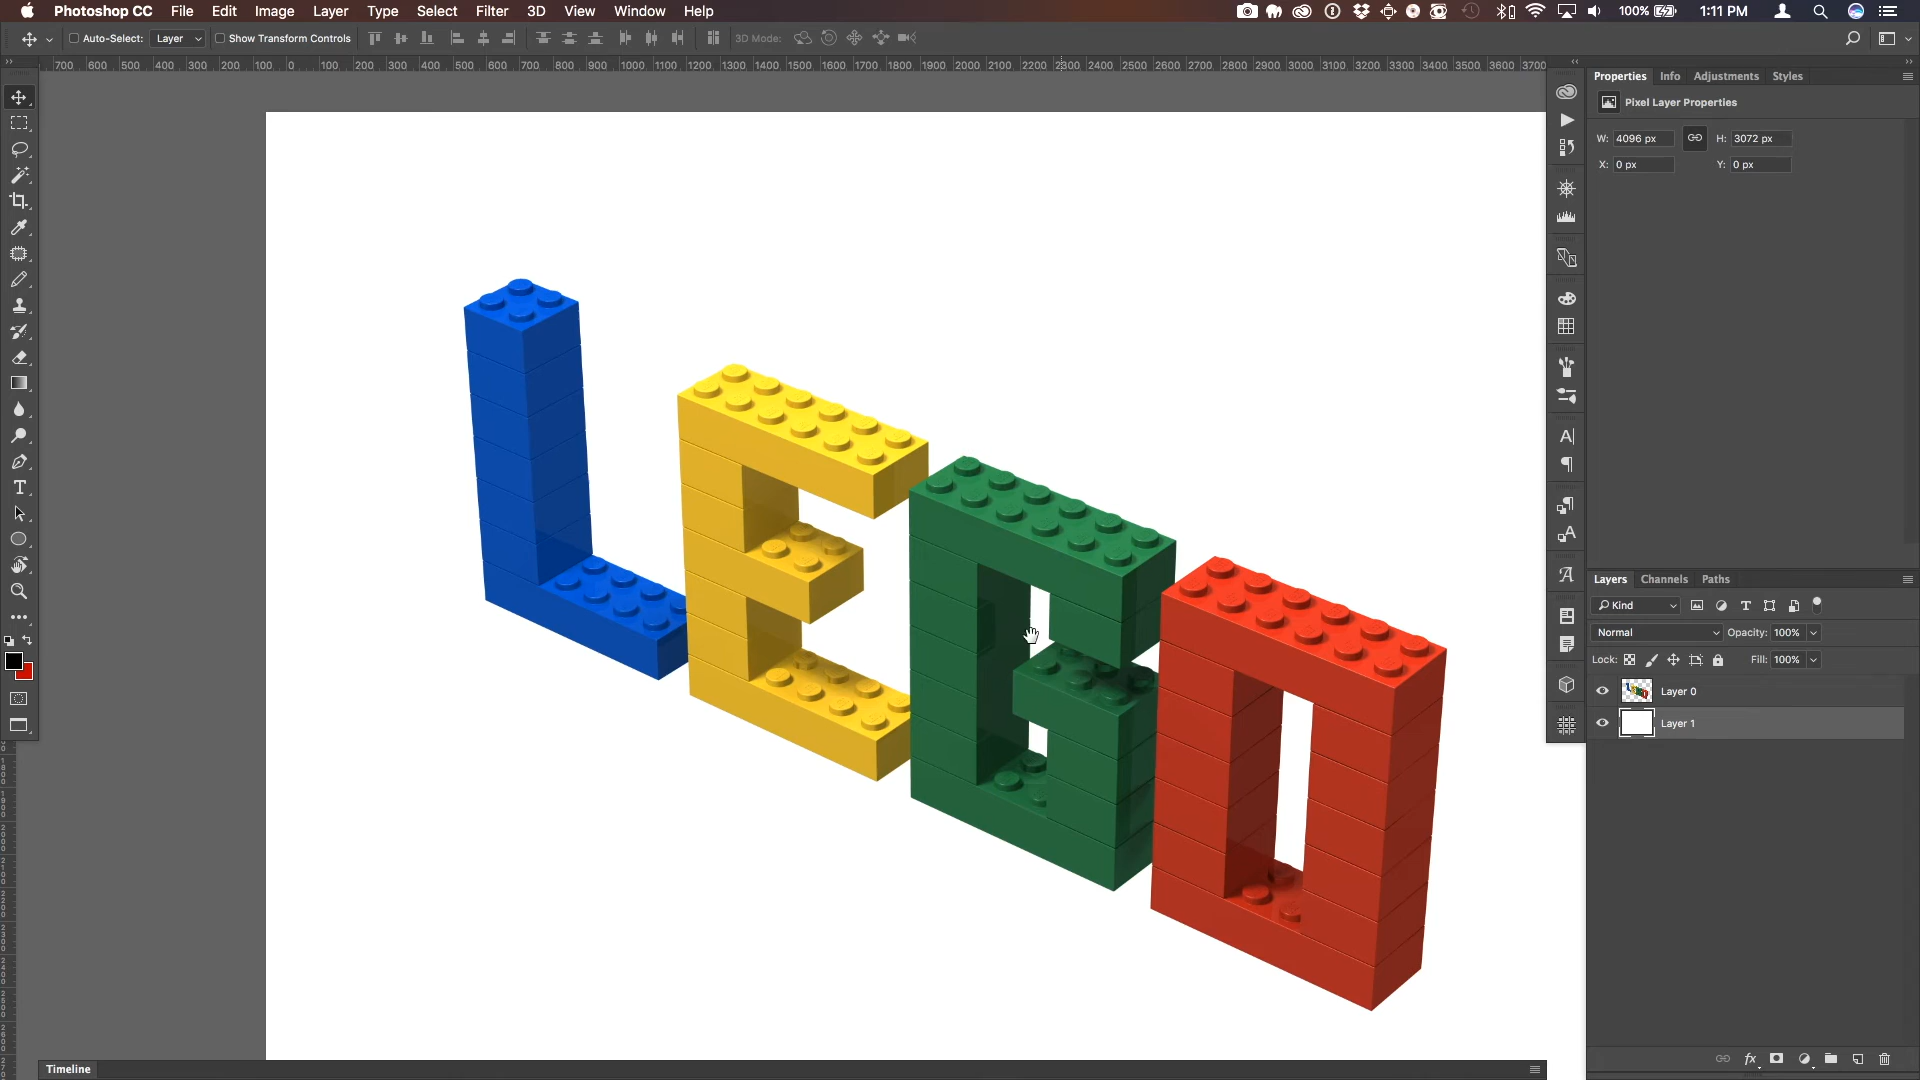 Photoshop CC File Edit Image Layer Type Select Filter 3D View Window Help 100% 1:11 PM
Auto-Select: Layer Show Transform Controls 3D Mode:
700 600 500 400 300 200 100 0 100 200 300 400 500 600 700 800 900 1000 1100 1200 1300 1400 1500 1600 1700 1800 1900 2000 2100 2200 2300 2400 2500 2600 2700 2800 2900 3000 3100 3200 3300 3400 3500 3600 3700
Properties Info Adjustments Styles
Pixel Layer Properties
W: 4096 px H: 3072 px
X: 0 px Y: 0 px
LEGO
Layers Channels Paths
Kind
Normal Opacity: 100%
Lock: Fill: 100%
Layer 0
Layer 1
Timeline